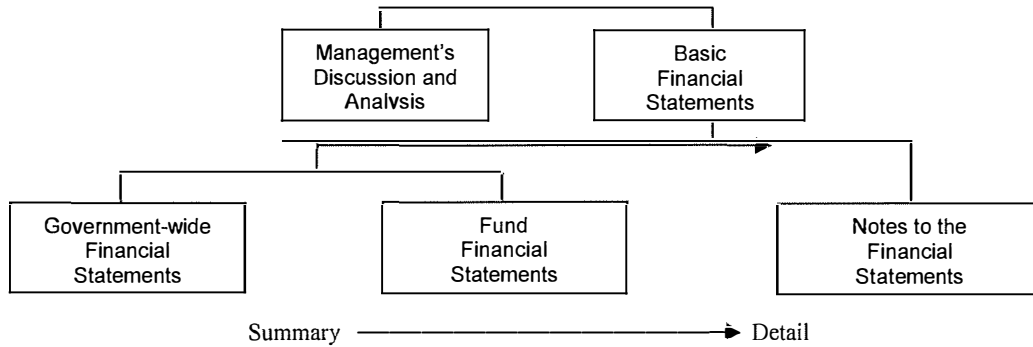 Management's
Discussion and
Analvsis
Basic
Financial
Statements
Government-wide
Financial
Statements
Fund
Financial
Statements
Notes to the
Financial
Statements
Summary
Detail